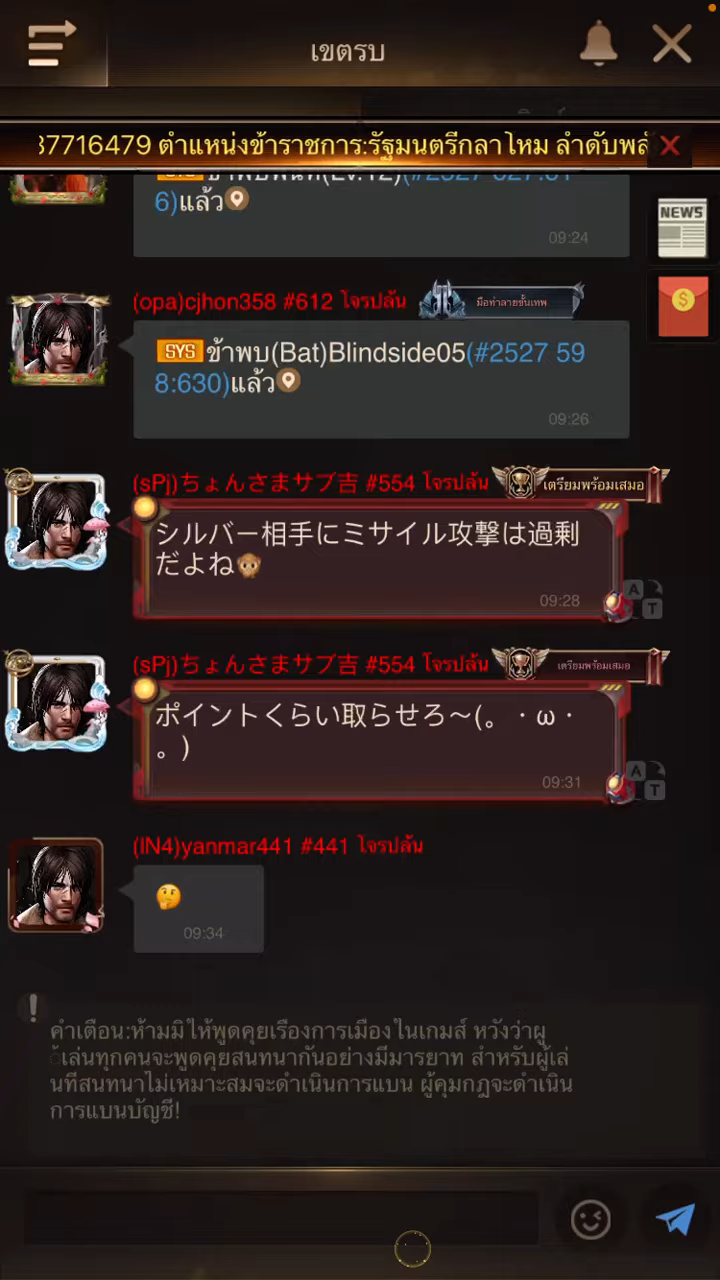 เขตรบ
37716479 ตำแหน่งข้าราชการ:รัฐมนตรีกลาโหม ลำดับพลั
6)แล้ว
09:24
NEWS
(opa)cjhon358 #612 โจรปล้น
มือทำลายชั้นเทพ
SYS ข้าพบ(Bat)Blindside05(#2527 59
8:630)แล้ว
09:26
(sPj)ちょんさまサブ吉 #554 โจรปล้น
เตรียมพร้อมเสมอ
シルバー相手にミサイル攻撃は過剰
だよね🙊
09:28
A
T
(sPj)ちょんさまサブ吉 #554 โจรปล้น
เตรียมพร้อมเสมอ
ポイントくらい取らせろ〜(。・ω・
。)
09:31
A
T
(IN4)yanmar441 #441 โจรปล้น
🤔
09:34
คำเตือน:ห้ามมิให้พูดคุยเรื่องการเมืองในเกมส์ หวังว่าผู
้เล่นทุกคนจะพูดคุยสนทนากันอย่างมีมารยาท สำหรับผู้เล่
นที่สนทนาไม่เหมาะสมจะดำเนินการแบน ผู้คุมกฎจะดำเนิน
การแบนบัญชี!